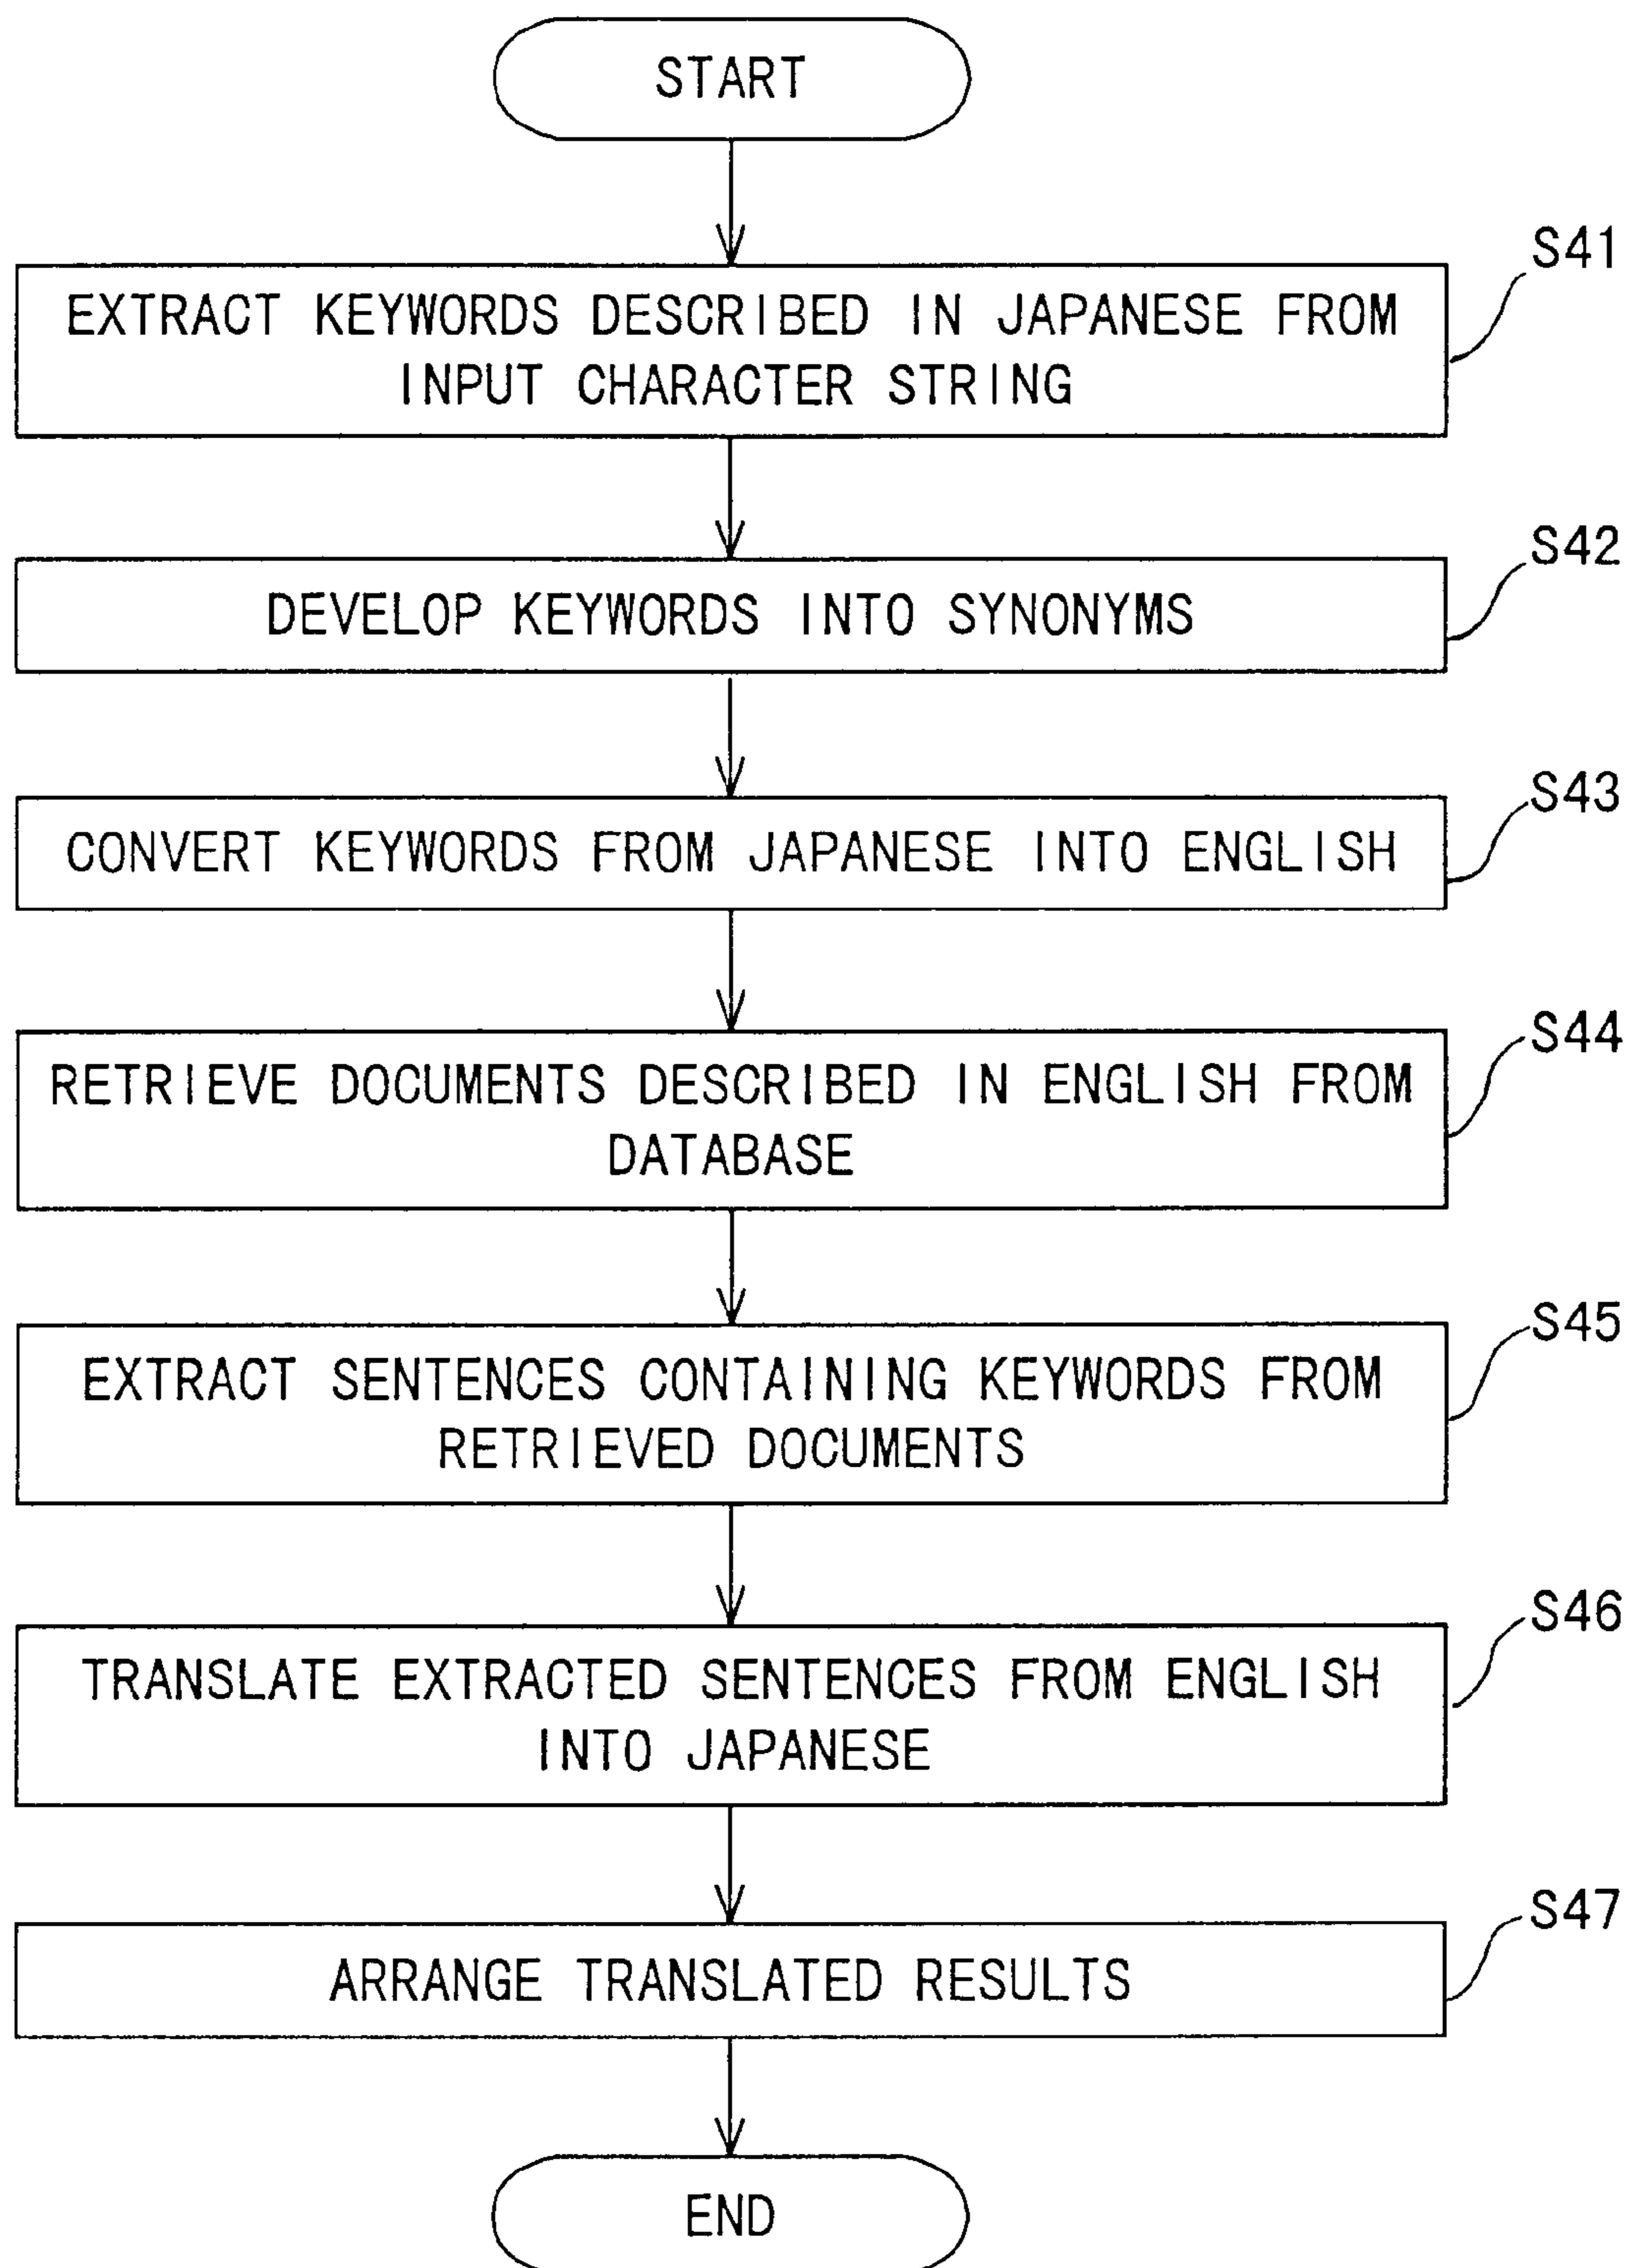 START
S41
EXTRACT KEYWORDS DESCRIBED IN JAPANESE FROM
INPUT CHARACTER STRING
S42
DEVELOP KEYWORDS INTO SYNONYMS
S43
CONVERT KEYWORDS FROM JAPANESE INTO ENGLISH
S44
RETRIEVE DOCUMENTS DESCRIBED IN ENGLISH FROM
DATABASE
S45
EXTRACT SENTENCES CONTAINING KEYWORDS FROM
RETRIEVED DOCUMENTS
S46
TRANSLATE EXTRACTED SENTENCES FROM ENGLISH
INTO JAPANESE
S47
ARRANGE TRANSLATED RESULTS
END